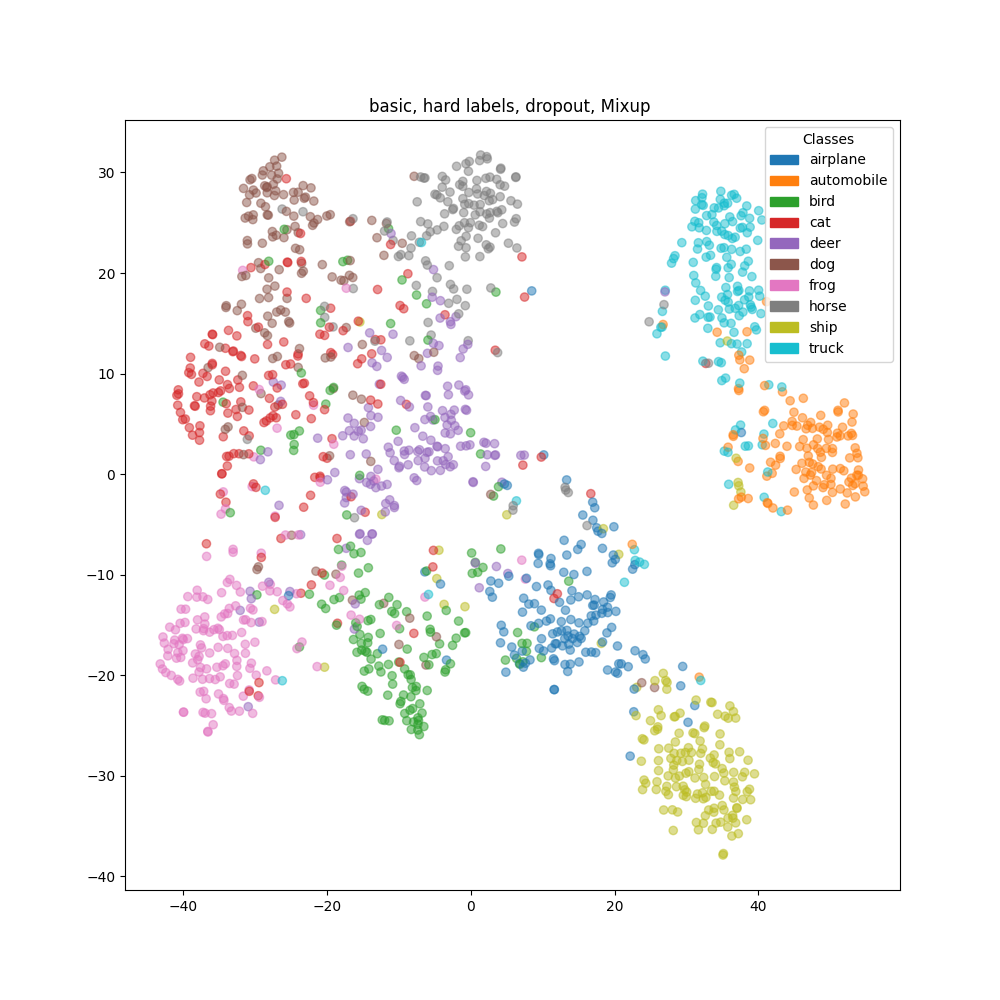 basic, hard labels, dropout, Mixup
Classes
airplane
automobile
bird
cat
deer
dog
frog
horse
ship
truck
30
20
10
0
−10
−20
−30
−40
−40
−20
0
20
40